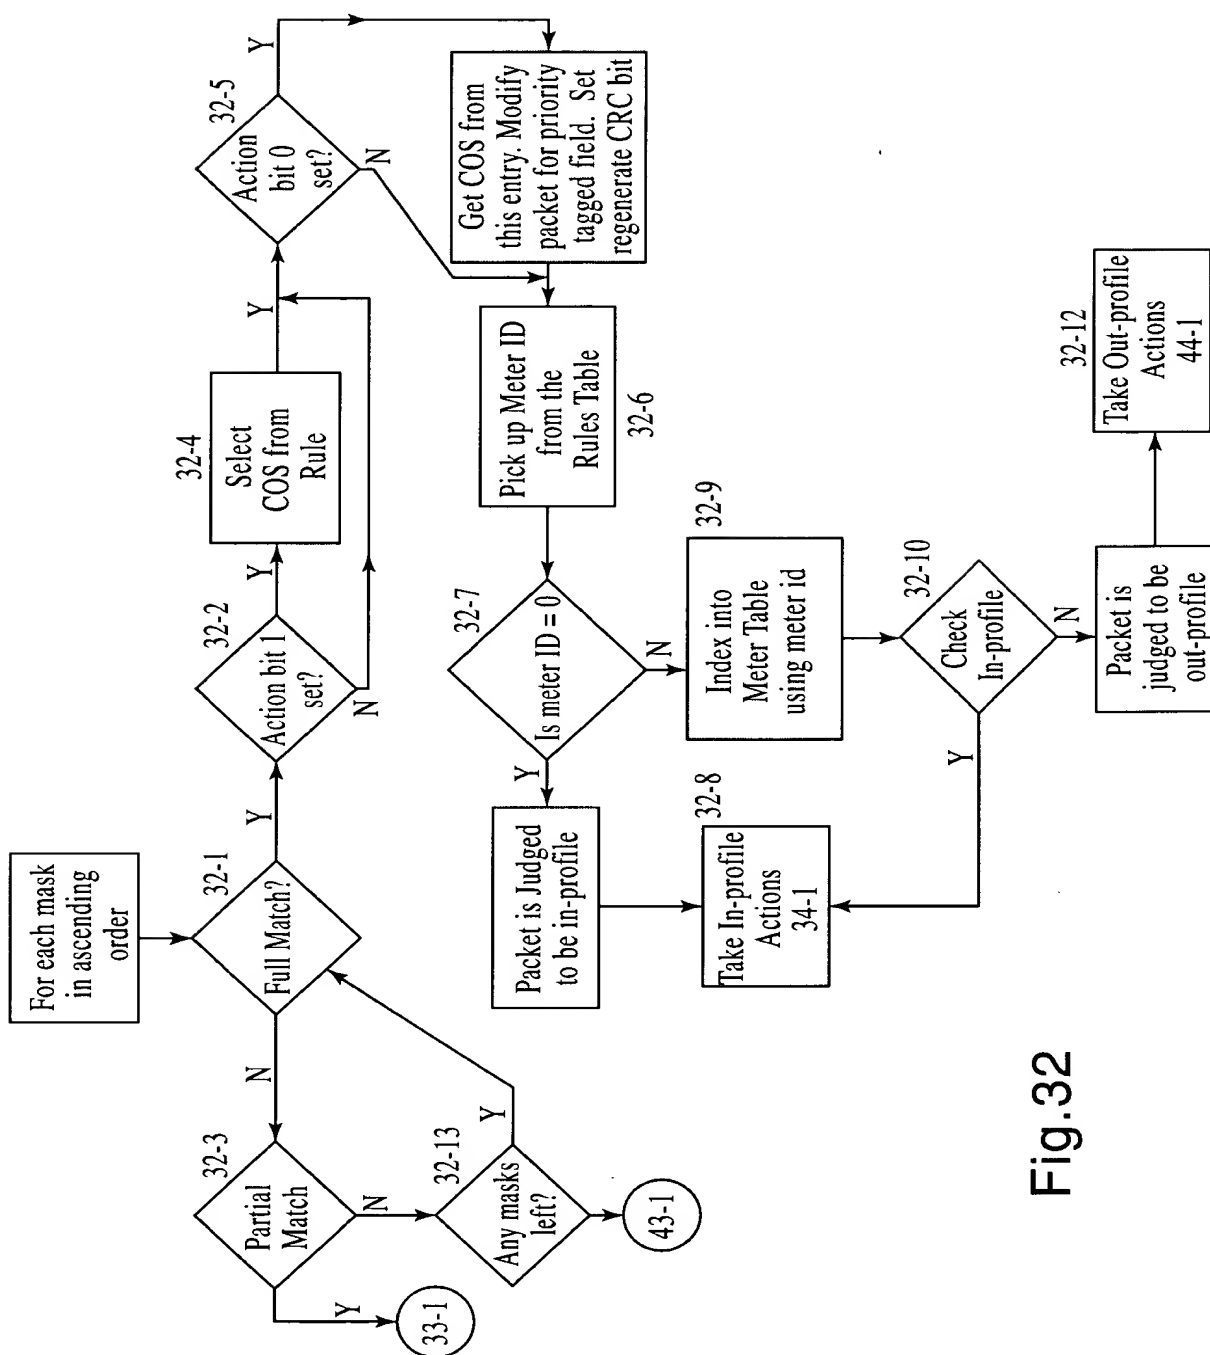 For each mask
in ascending
order
32-1
Full Match?
Y
N
32-2
Action bit 1
set?
Y
N
32-4
Select
COS from
Rule
Y
32-5
Action
bit 0
set?
Y
N
Get COS from
this entry. Modify
packet for priority
tagged field. Set
regenerate CRC bit
Pick up Meter ID
from the
Rules Table
32-6
32-7
Is meter ID = 0
Y
N
Packet is Judged
to be in-profile
32-8
Take In-profile
Actions
34-1
32-9
Index into
Meter Table
using meter id
32-10
Check
In-profile
Y
N
Packet is
judged to be
out-profile
32-12
Take Out-profile
Actions
44-1
32-3
Partial
Match
Y
N
33-1
32-13
Any masks
left?
Y
43-1
Fig.32